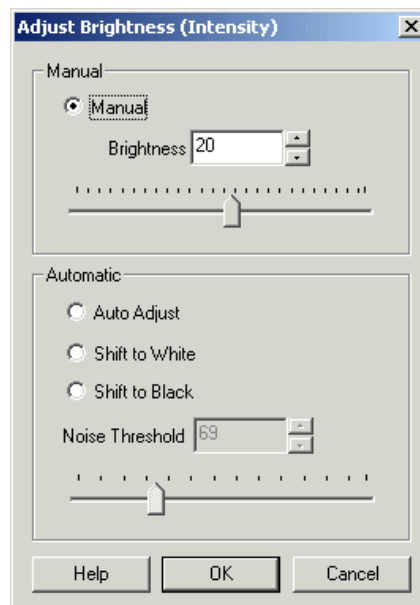 Adjust Brightness (Intensity)
Manual
Manual
Brightness 20
Automatic
Auto Adjust
Shift to White
Shift to Black
Noise Threshold 69
Help OK Cancel